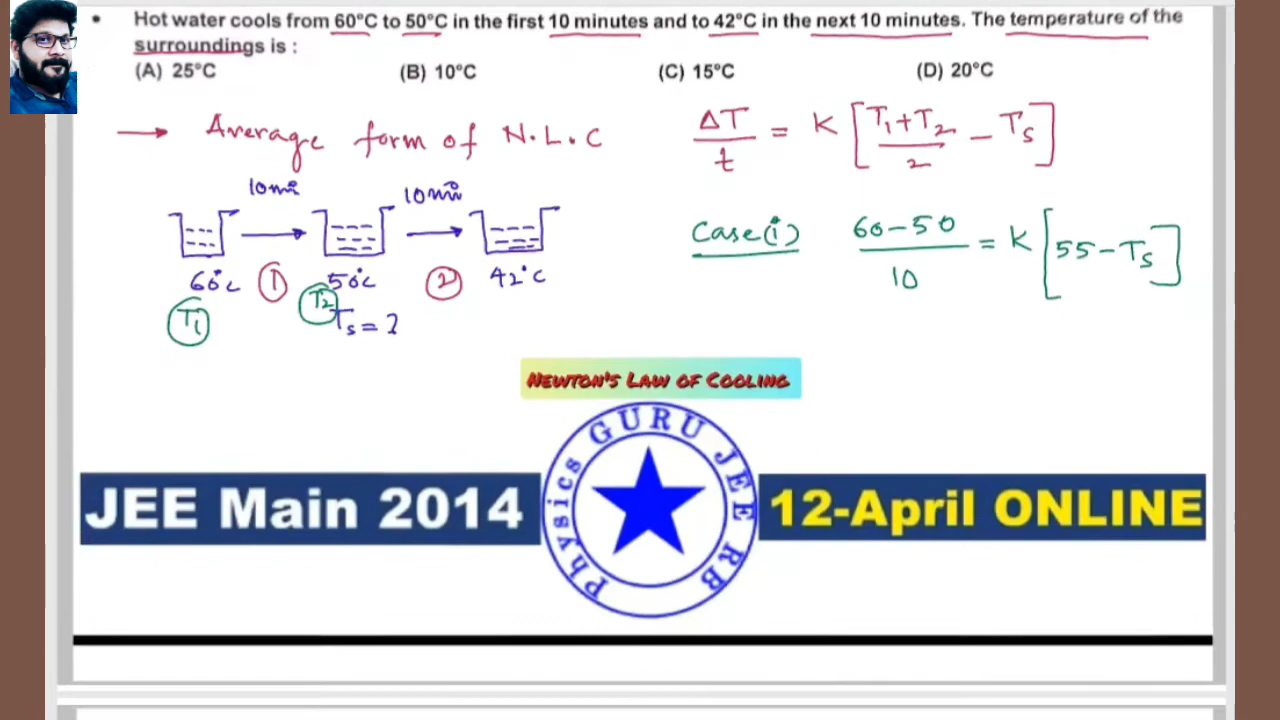 • Hot water cools from 60°C to 50°C in the first 10 minutes and to 42°C in the next 10 minutes. The temperature of the
surroundings is :
(A) 25°C (B) 10°C (C) 15°C (D) 20°C
→ Average form of N.L.C
ΔT/t = K [T₁+T₂/2 − Tₛ]
10min 10min
60°C ① 50°C ② 42°C
T₁ T₂
Tₛ = ?
Case(i) 60−50/10 = K [55−Tₛ]
Newton's Law of Cooling
JEE Main 2014
Physics GURU JEE RB
12-April ONLINE